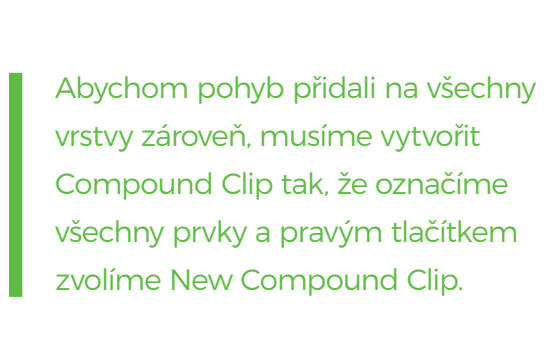 Abychom pohyb přidali na všechny
vrstvy zároveň, musíme vytvořit
Compound Clip tak, že označíme
všechny prvky a pravým tlačítkem
zvolíme New Compound Clip.